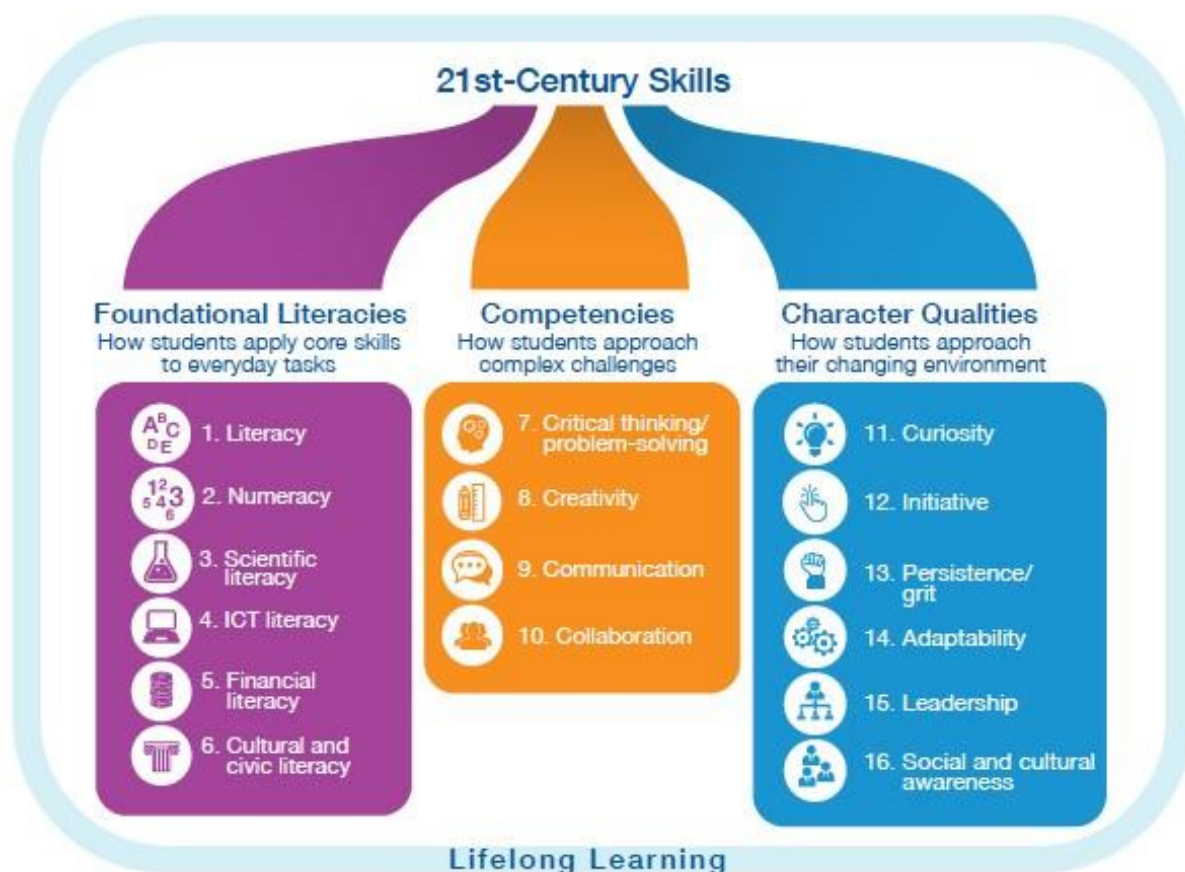 21st-Century Skills
Foundational Literacies
How students apply core skills
to everyday tasks
ABCDE
1. Literacy
123456
2. Numeracy
3. Scientific
literacy
4. ICT literacy
5. Financial
literacy
6. Cultural and
civic literacy
Competencies
How students approach
complex challenges
7. Critical thinking/
problem-solving
8. Creativity
9. Communication
10. Collaboration
Character Qualities
How students approach
their changing environment
11. Curiosity
12. Initiative
13. Persistence/
grit
14. Adaptability
15. Leadership
16. Social and cultural
awareness
Lifelong Learning